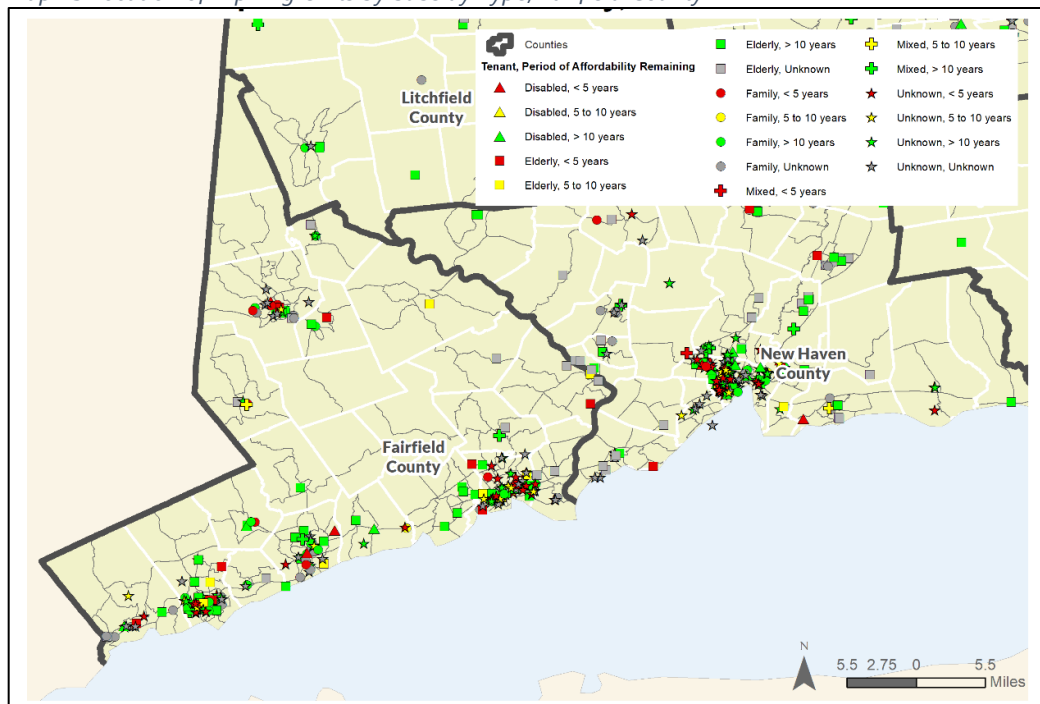 Counties
Tenant, Period of Affordability Remaining
Disabled, < 5 years
Disabled, 5 to 10 years
Disabled, > 10 years
Elderly, < 5 years
Elderly, 5 to 10 years
Elderly, > 10 years
Elderly, Unknown
Family, < 5 years
Family, 5 to 10 years
Family, > 10 years
Family, Unknown
Mixed, < 5 years
Mixed, 5 to 10 years
Mixed, > 10 years
Unknown, < 5 years
Unknown, 5 to 10 years
Unknown, > 10 years
Unknown, Unknown
Litchfield
County
New Haven
County
Fairfield
County
N
5.5 2.75 0 5.5
Miles